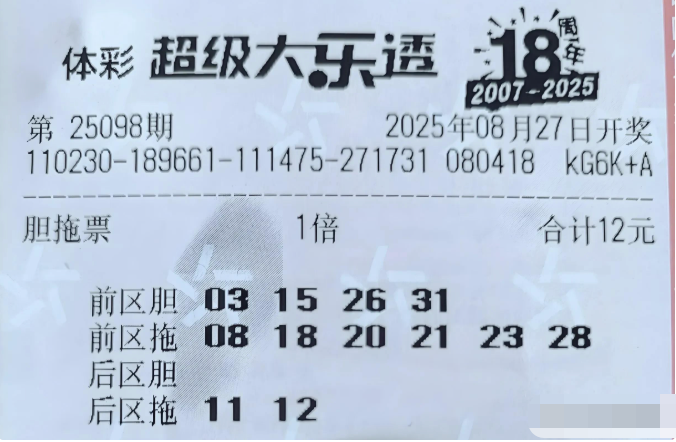 体彩 超级大乐透 18周年 2007-2025
第 25098期 2025年08月27日开奖
110230-189661-111475-271731 080418 kG6K+A
胆拖票 1倍 合计12元
前区胆 03 15 26 31
前区拖 08 18 20 21 23 28
后区胆
后区拖 11 12